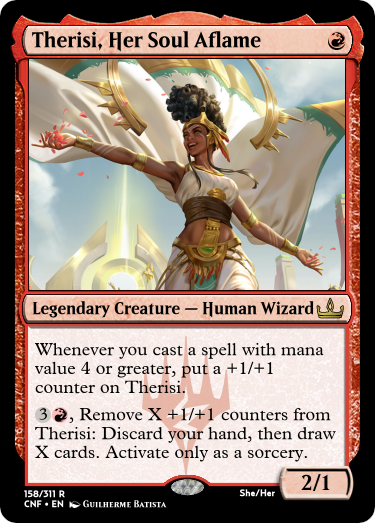 Therisi, Her Soul Aflame
Legendary Creature — Human Wizard
Whenever you cast a spell with mana
value 4 or greater, put a +1/+1
counter on Therisi.
3, Remove X +1/+1 counters from
Therisi: Discard your hand, then draw
X cards. Activate only as a sorcery.
2/1
158/311 R
She/Her
CNF • EN Guilherme Batista